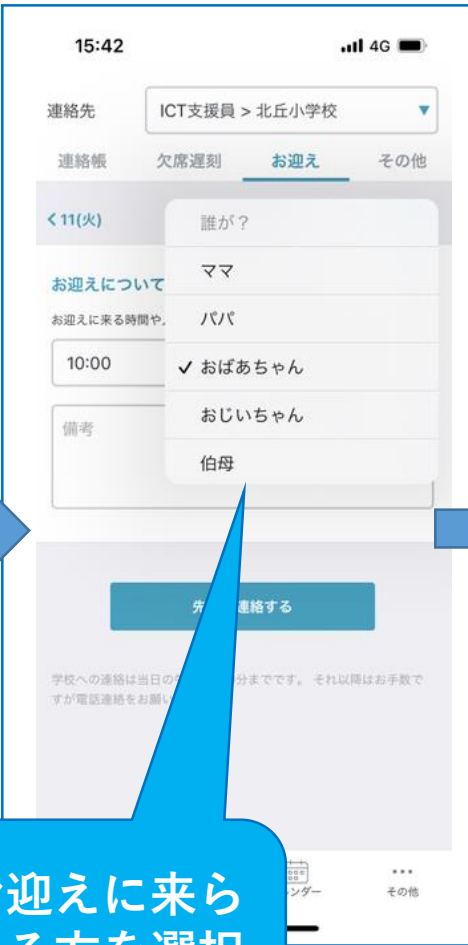 15:42 4G
連絡先 ICT支援員 > 北丘小学校
連絡帳 欠席遅刻 お迎え その他
< 11(火)
誰が？
ママ
お迎えについて
パパ
お迎えに来る時間や
10:00 ✓ おばあちゃん
おじいちゃん
備考
伯母
先 連絡する
学校への連絡は当日の 分までです。 それ以降はお手数で
すが電話連絡をお願い
迎えに来ら
る方を選択
ンダー その他